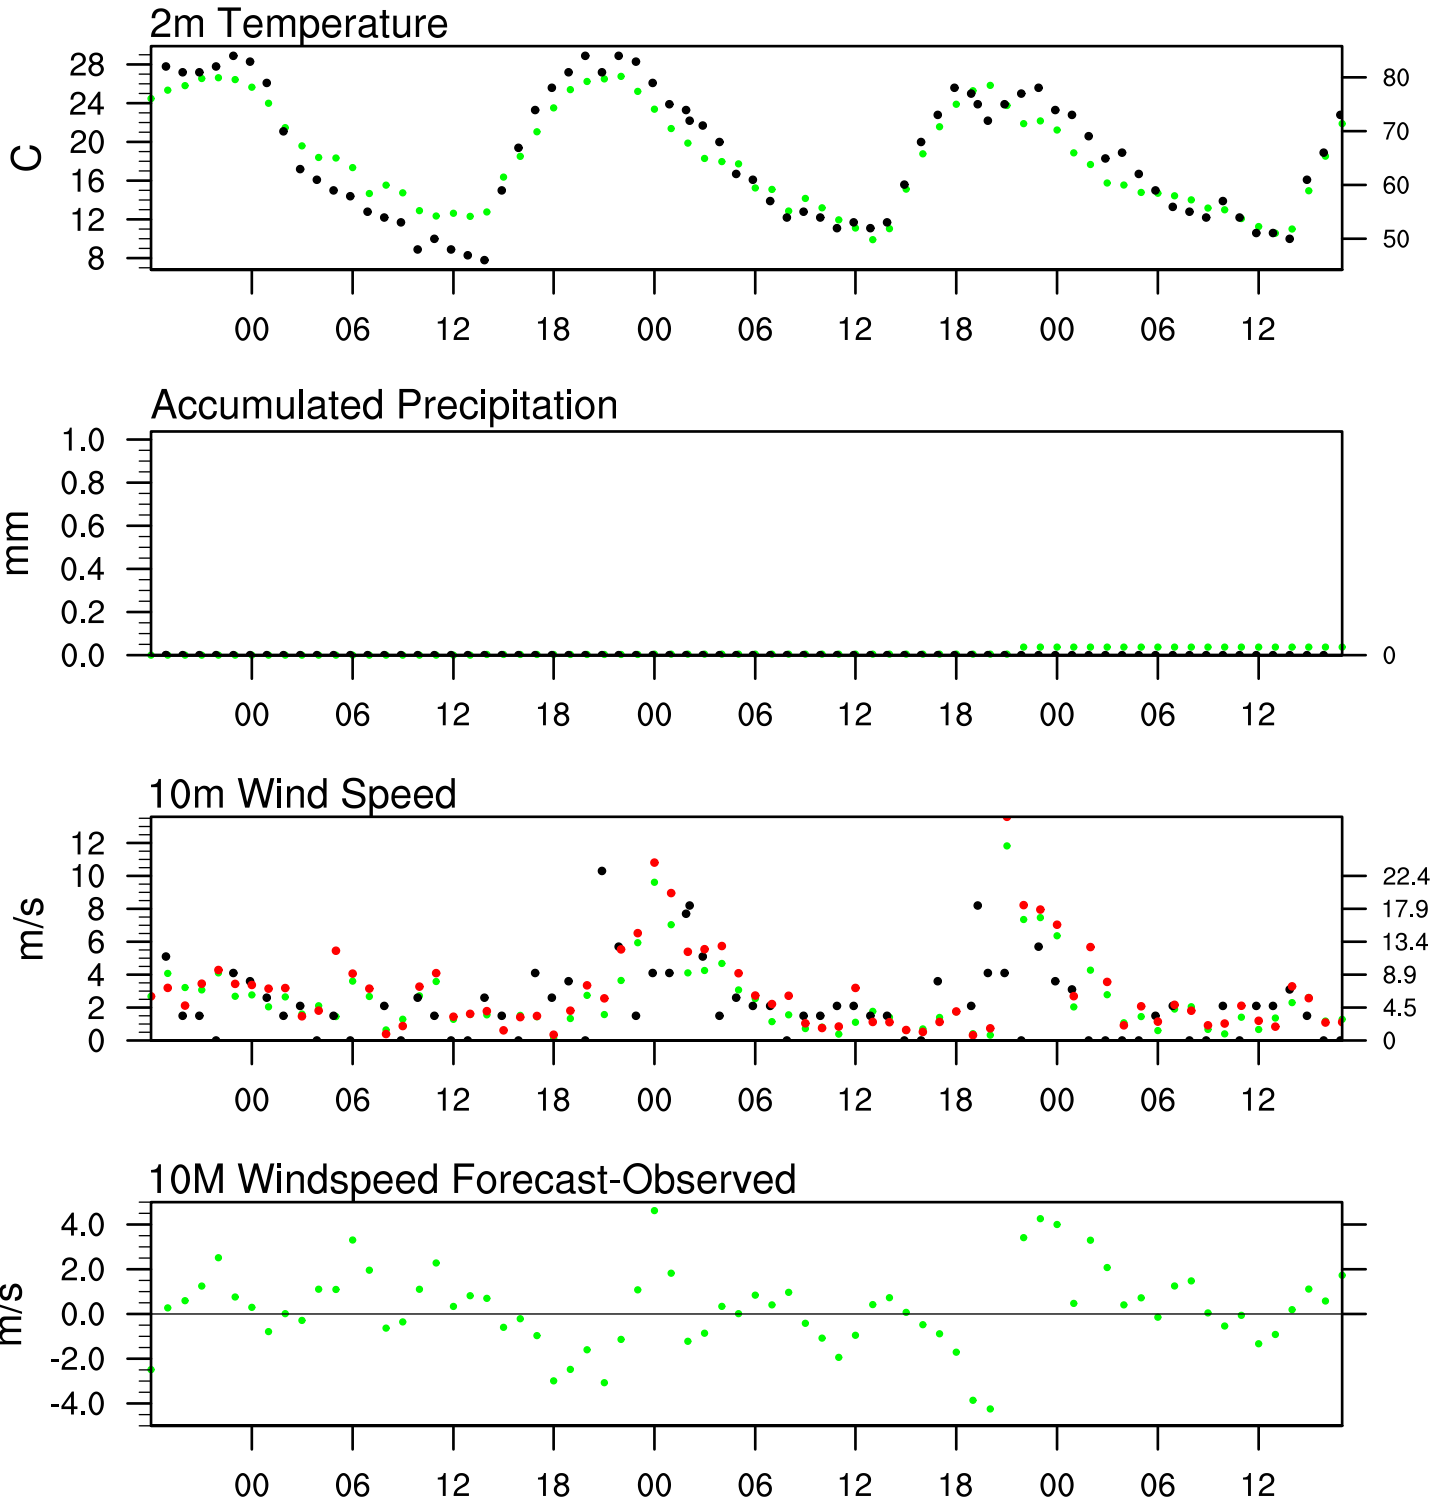 2m Temperature
28 80
24
20 70
C
16 60
12
8 50
00 06 12 18 00 06 12 18 00 06 12
Accumulated Precipitation
1.0
0.8
0.6
mm
0.4
0.2
0.0 0
00 06 12 18 00 06 12 18 00 06 12
10m Wind Speed
12
10 22.4
8 17.9
m/s
6 13.4
4 8.9
2 4.5
0 0
00 06 12 18 00 06 12 18 00 06 12
10M Windspeed Forecast-Observed
4.0
2.0
0.0
m/s
-2.0
-4.0
00 06 12 18 00 06 12 18 00 06 12